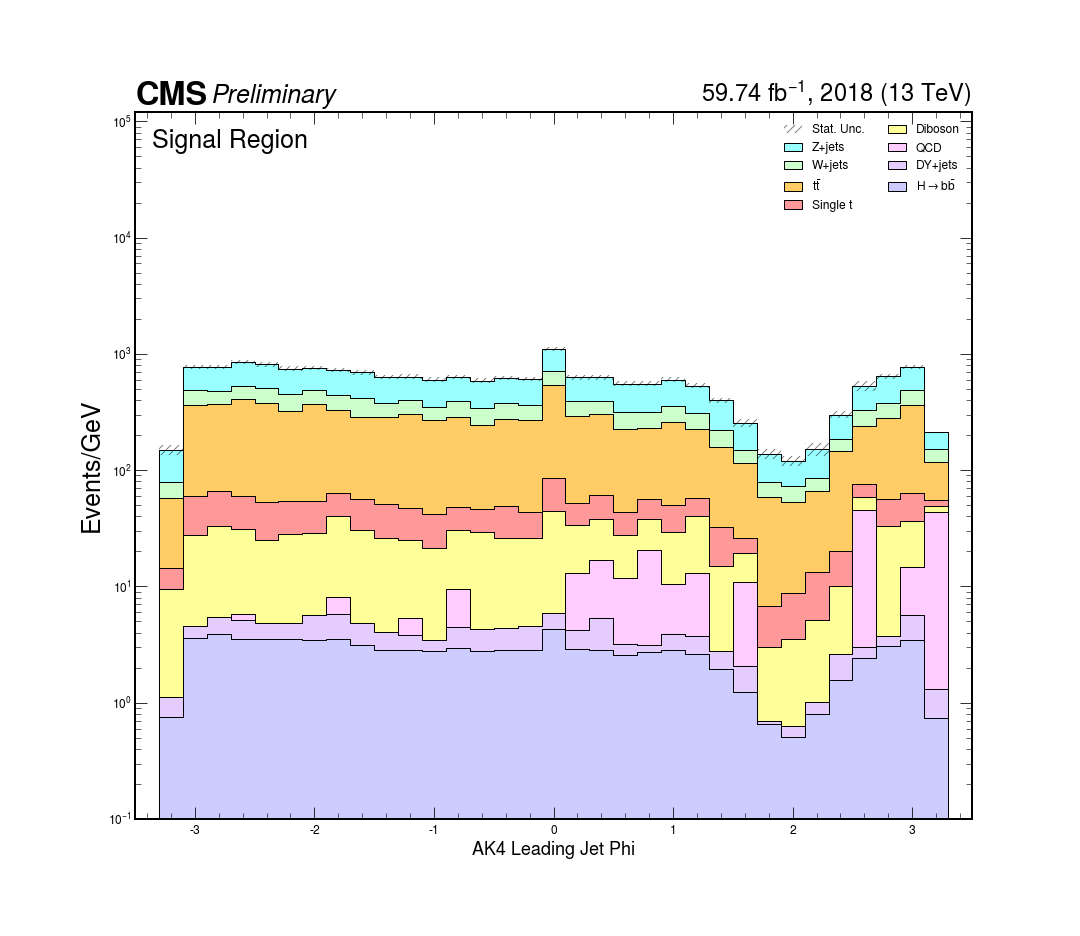 CMS Preliminary 59.74 fb⁻¹, 2018 (13 TeV)
Signal Region
Stat. Unc.
Z+jets
W+jets
tt̄
Single t
Diboson
QCD
DY+jets
H→bb̄
Events/GeV
10⁵
10⁴
10³
10²
10¹
10⁰
10⁻¹
-3 -2 -1 0 1 2 3
AK4 Leading Jet Phi